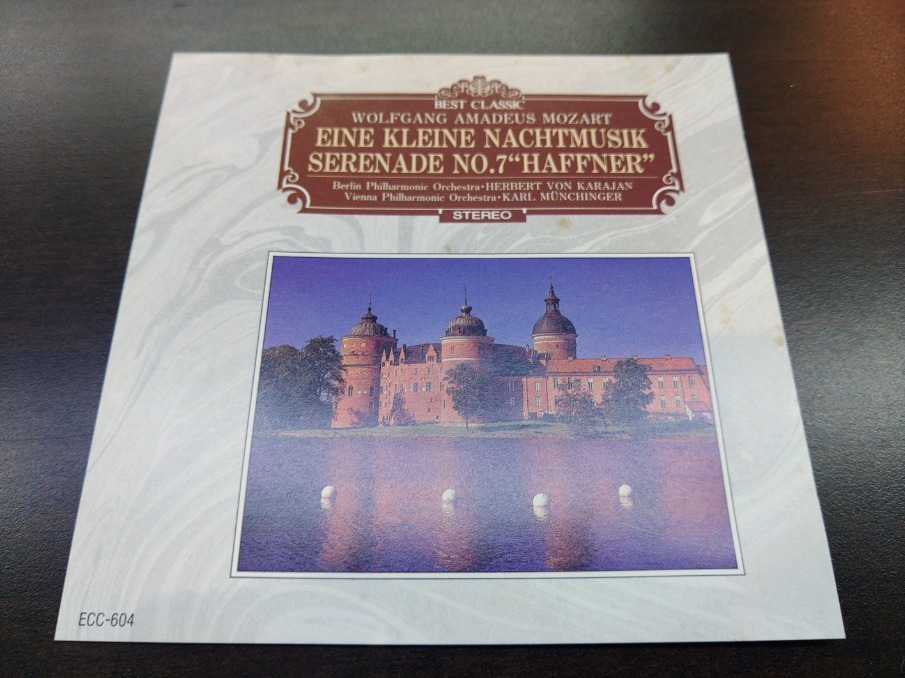 BEST CLASSIC
WOLFGANG AMADEUS MOZART
EINE KLEINE NACHTMUSIK
SERENADE NO.7“HAFFNER”
Berlin Philharmonic Orchestra・HERBERT VON KARAJAN
Vienna Philharmonic Orchestra・KARL MÜNCHINGER
STEREO
ECC-604